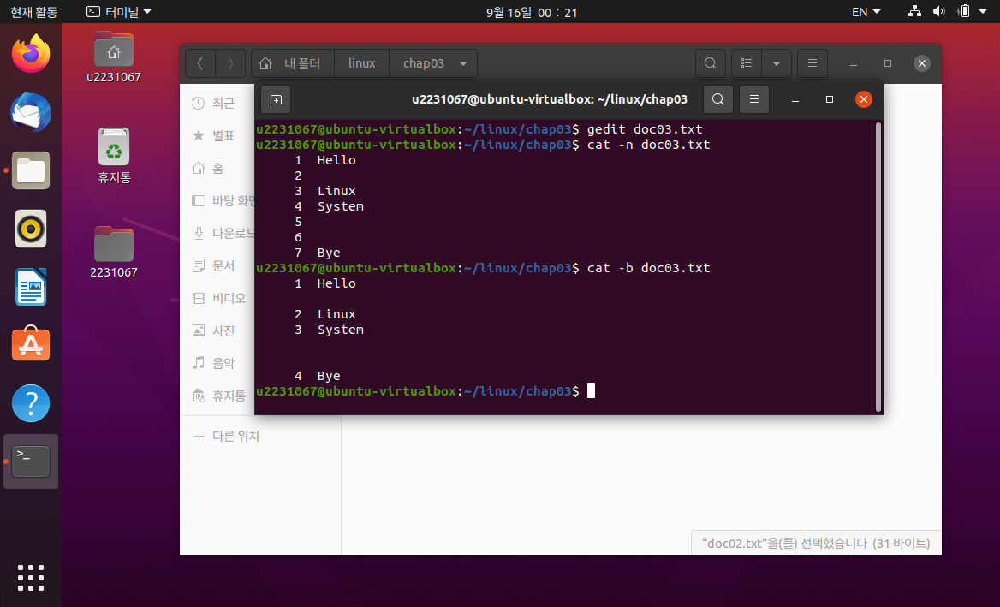 현재 활동
터미널
9월 16일 00 : 21
EN
u2231067
휴지통
2231067
내 폴더
linux
chap03
최근
별표
홈
바탕 화면
다운로드
문서
비디오
사진
음악
휴지통
다른 위치
u2231067@ubuntu-virtualbox: ~/linux/chap03
u2231067@ubuntu-virtualbox:~/linux/chap03$ gedit doc03.txt
u2231067@ubuntu-virtualbox:~/linux/chap03$ cat -n doc03.txt
1 Hello
2
3 Linux
4 System
5
6
7 Bye
u2231067@ubuntu-virtualbox:~/linux/chap03$ cat -b doc03.txt
1 Hello
2 Linux
3 System
4 Bye
u2231067@ubuntu-virtualbox:~/linux/chap03$
“doc02.txt”을(를) 선택했습니다 (31 바이트)